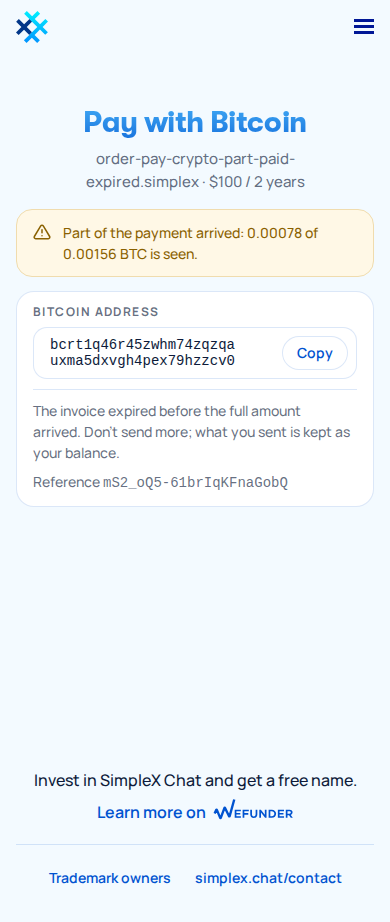 Pay with Bitcoin
order-pay-crypto-part-paid-
expired.simplex · $100 / 2 years
Part of the payment arrived: 0.00078 of
0.00156 BTC is seen.
BITCOIN ADDRESS
bcrt1q46r45zwhm74zqzqa
uxma5dxvgh4pex79hzzcv0
Copy
The invoice expired before the full amount
arrived. Don't send more; what you sent is kept as
your balance.
Reference mS2_oQ5-61brIqKFnaGobQ
Invest in SimpleX Chat and get a free name.
Learn more on WEFUNDER
Trademark owners simplex.chat/contact